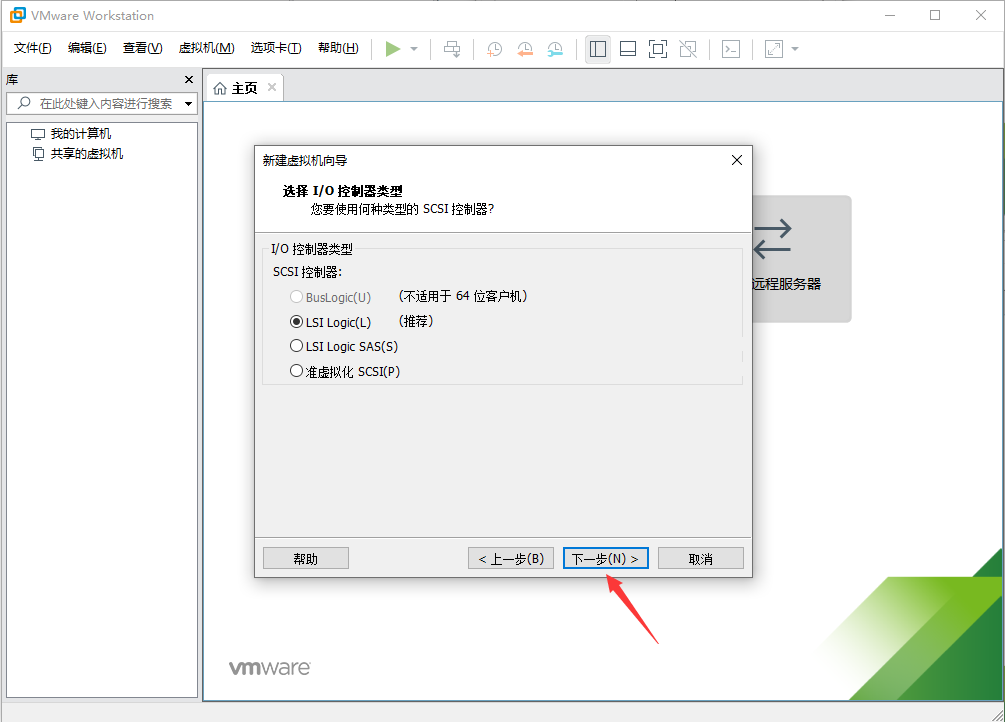 VMware Workstation
文件(F) 编辑(E) 查看(V) 虚拟机(M) 选项卡(T) 帮助(H)
库
主页
在此处键入内容进行搜索
我的计算机
共享的虚拟机
新建虚拟机向导
选择 I/O 控制器类型
您要使用何种类型的 SCSI 控制器?
I/O 控制器类型
SCSI 控制器:
BusLogic(U) (不适用于 64 位客户机)
LSI Logic(L) (推荐)
LSI Logic SAS(S)
准虚拟化 SCSI(P)
远程服务器
帮助 < 上一步(B) 下一步(N) > 取消
vmware